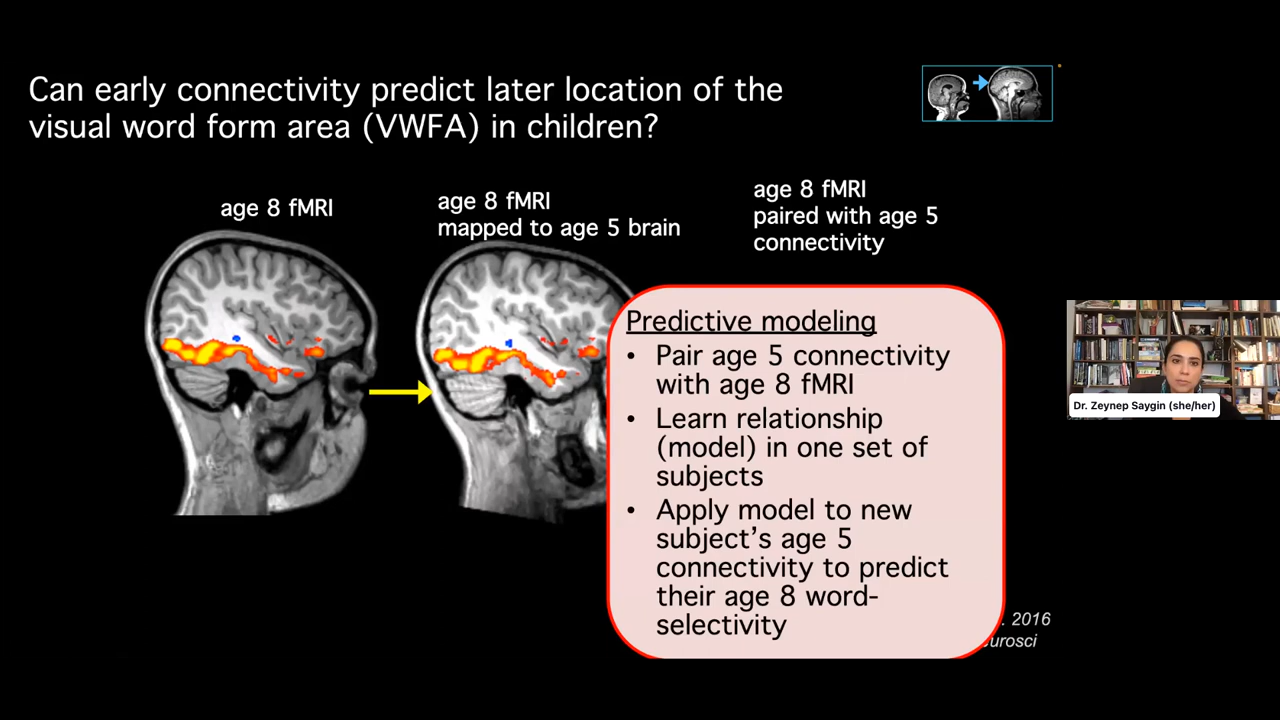 Can early connectivity predict later location of the
visual word form area (VWFA) in children?
age 8 fMRI
age 8 fMRI
mapped to age 5 brain
age 8 fMRI
paired with age 5
connectivity
Predictive modeling
• Pair age 5 connectivity
with age 8 fMRI
• Learn relationship
(model) in one set of
subjects
• Apply model to new
subject's age 5
connectivity to predict
their age 8 word-
selectivity
. 2016
Dr. Zeynep Saygin (she/her)